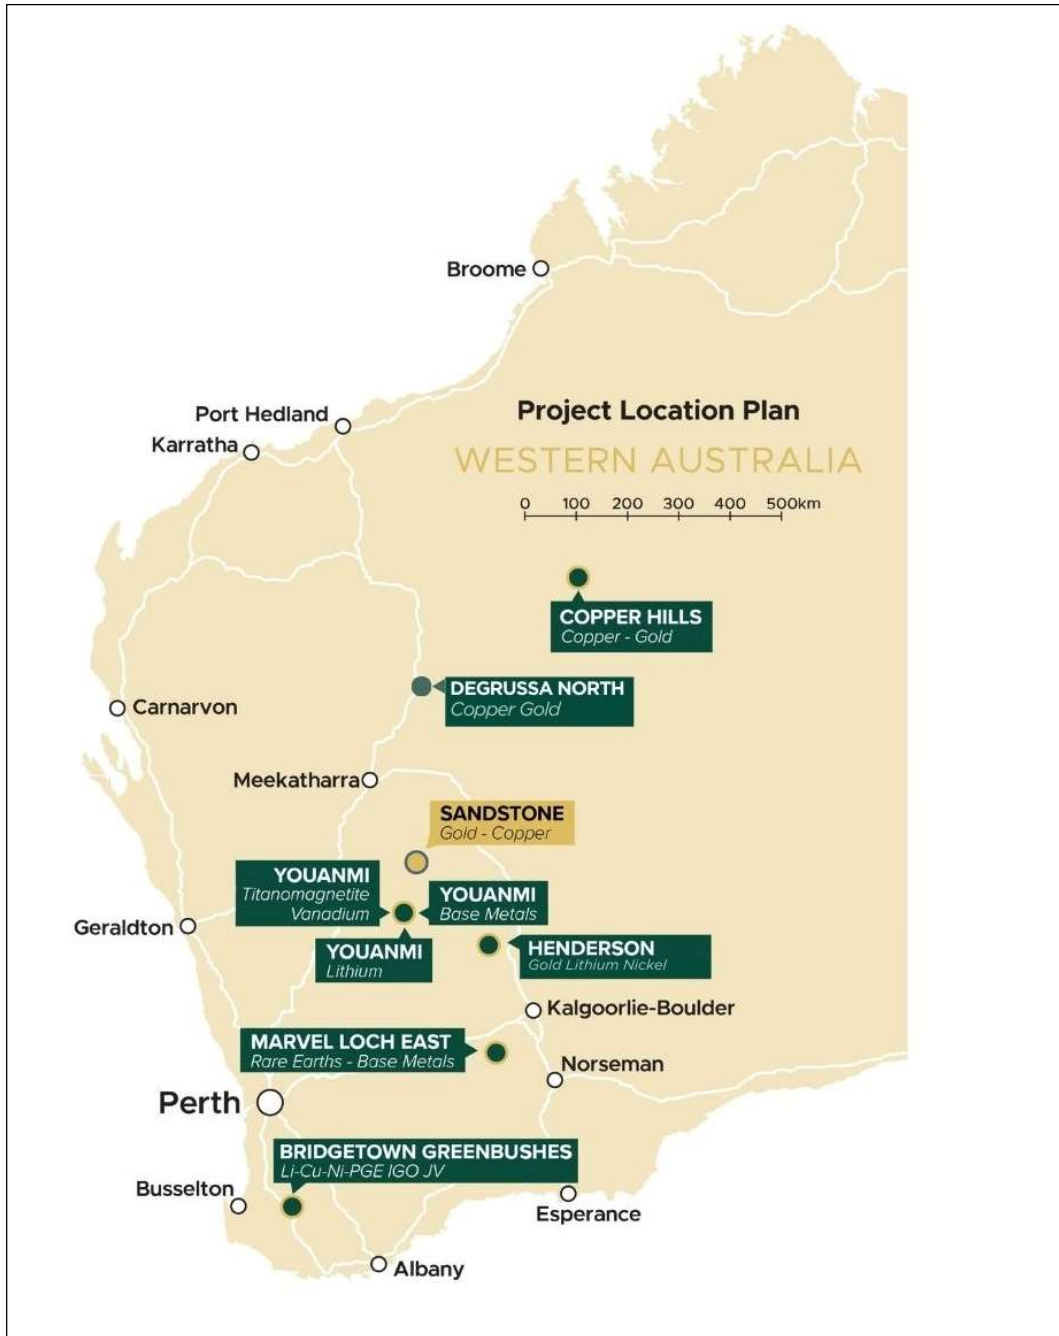 Broome
Port Hedland
Karratha
Project Location Plan
WESTERN AUSTRALIA
0 100 200 300 400 500km
COPPER HILLS
Copper - Gold
DEGRUSSA NORTH
Copper Gold
Carnarvon
Meekatharra
SANDSTONE
Gold - Copper
YOUANMI
Titanomagnetite
Vanadium
YOUANMI
Base Metals
Geraldton
YOUANMI
Lithium
HENDERSON
Gold Lithium Nickel
Kalgoorlie-Boulder
MARVEL LOCH EAST
Rare Earths - Base Metals
Norseman
Perth
BRIDGETOWN GREENBUSHES
Li-Cu-Ni-PGE IGO JV
Busselton
Esperance
Albany